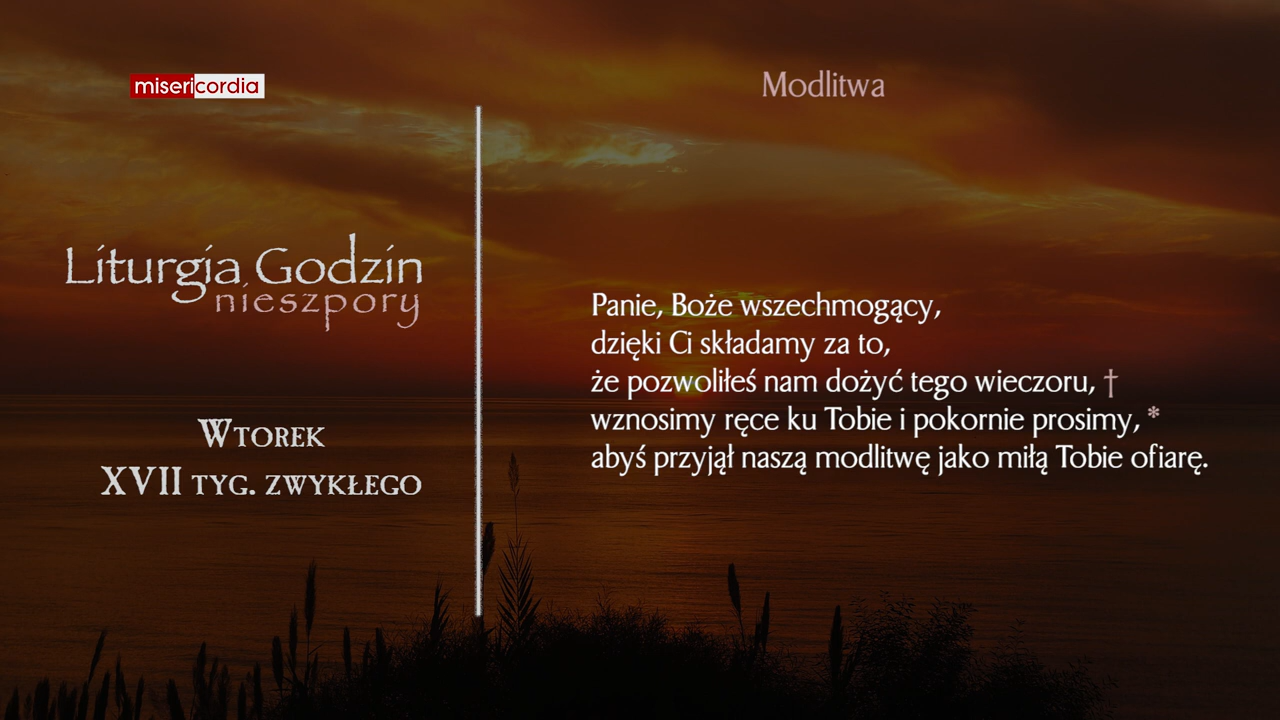 misericordia
Liturgia Godzin
nieszpory
Wtorek
XVII tyg. zwykłego
Modlitwa
Panie, Boże wszechmogący,
dzięki Ci składamy za to,
że pozwoliłeś nam dożyć tego wieczoru, †
wznosimy ręce ku Tobie i pokornie prosimy, *
abyś przyjął naszą modlitwę jako miłą Tobie ofiarę.